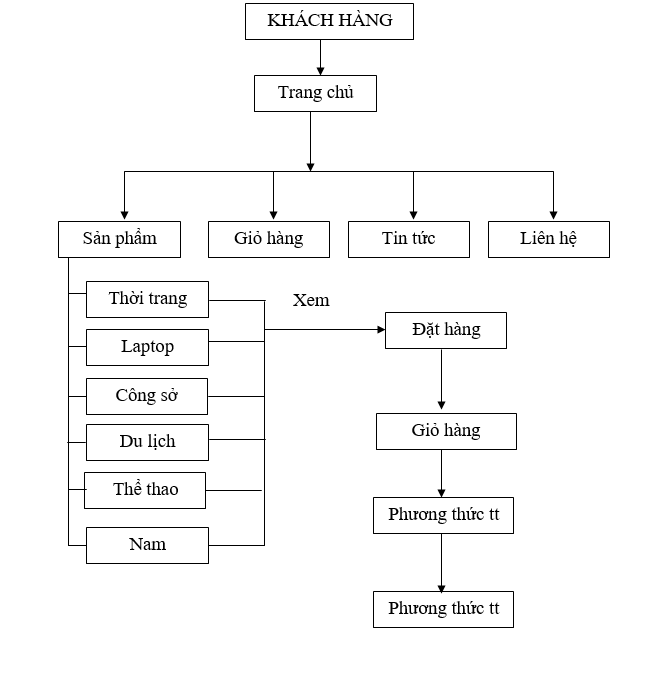 KHÁCH HÀNG
Trang chủ
Sản phẩm
Giỏ hàng
Tin tức
Liên hệ
Thời trang
Xem
Laptop
Đặt hàng
Công sở
Du lịch
Giỏ hàng
Thể thao
Phương thức tt
Nam
Phương thức tt